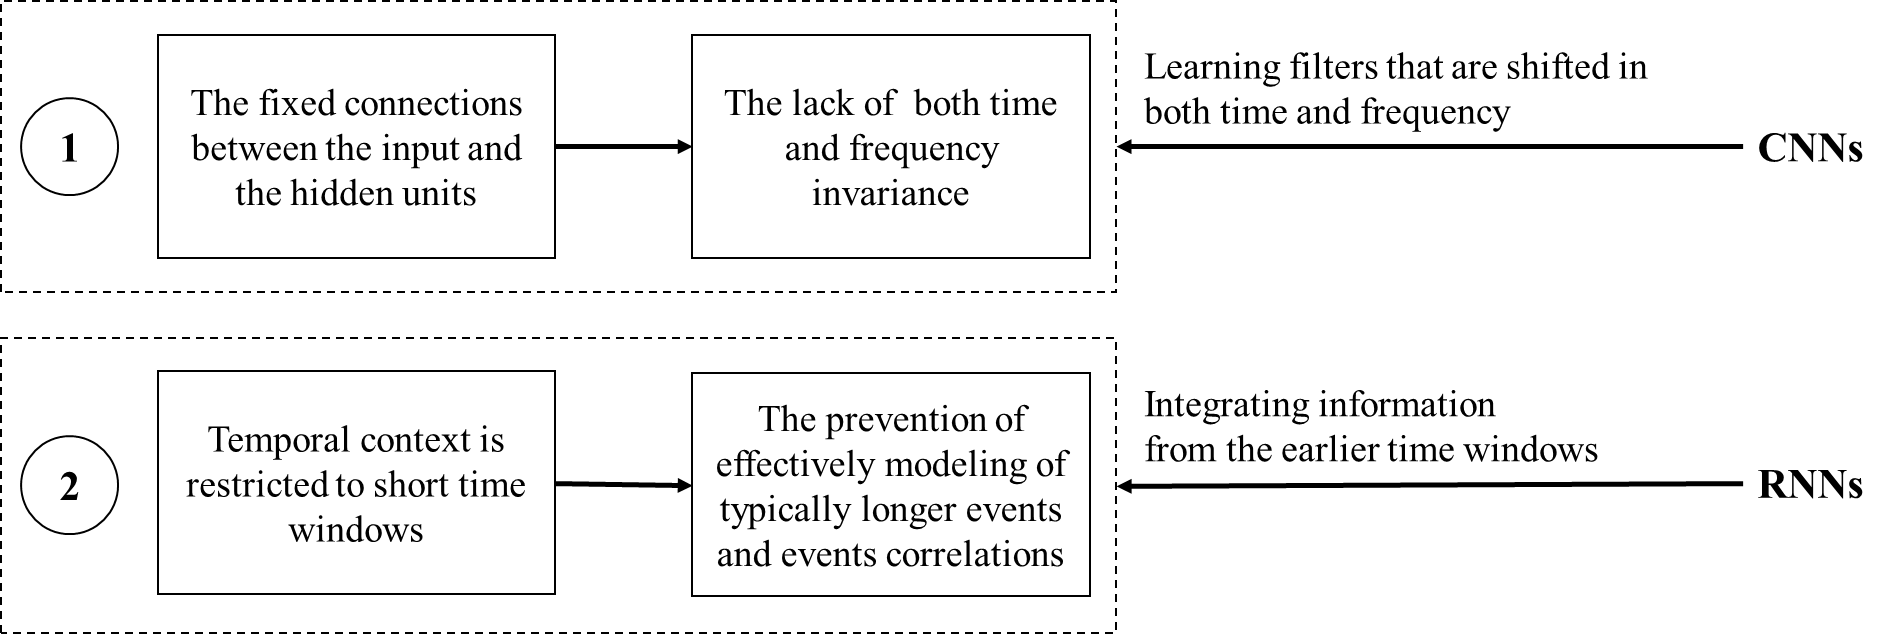 1
The fixed connections
between the input and
the hidden units
The lack of both time
and frequency
invariance
Learning filters that are shifted in
both time and frequency
CNNs
2
Temporal context is
restricted to short time
windows
The prevention of
effectively modeling of
typically longer events
and events correlations
Integrating information
from the earlier time windows
RNNs